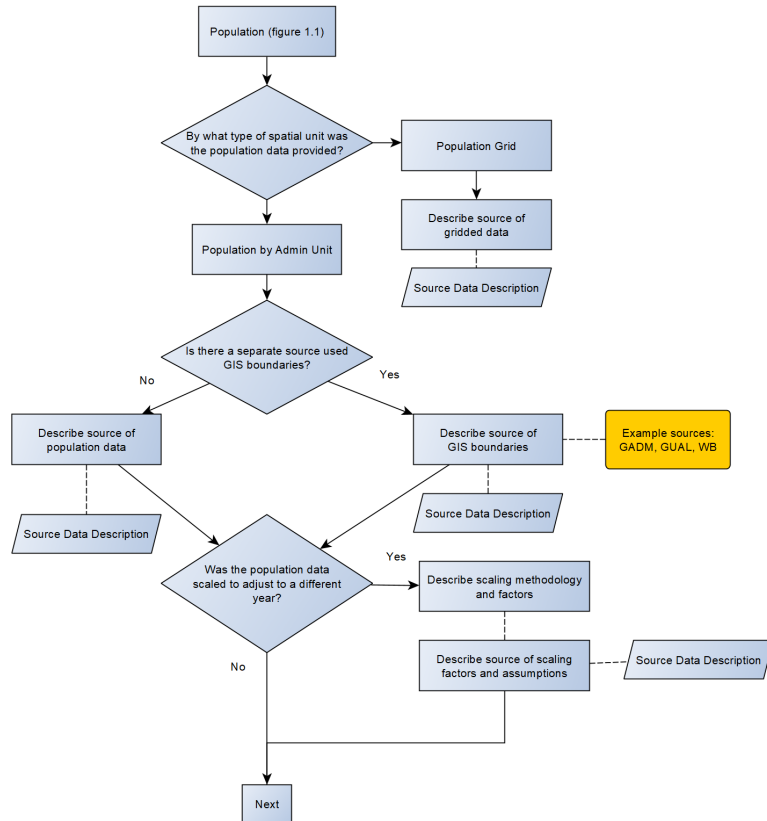 Population (figure 1.1)
By what type of spatial unit was
the population data provided?
Population Grid
Describe source of
gridded data
Population by Admin Unit
Source Data Description
Is there a separate source used
GIS boundaries?
No
Yes
Describe source of
population data
Describe source of
GIS boundaries
Example sources:
GADM, GUAL, WB
Source Data Description
Source Data Description
Was the population data
scaled to adjust to a different
year?
Yes
Describe scaling methodology
and factors
No
Describe source of scaling
factors and assumptions
Source Data Description
Next